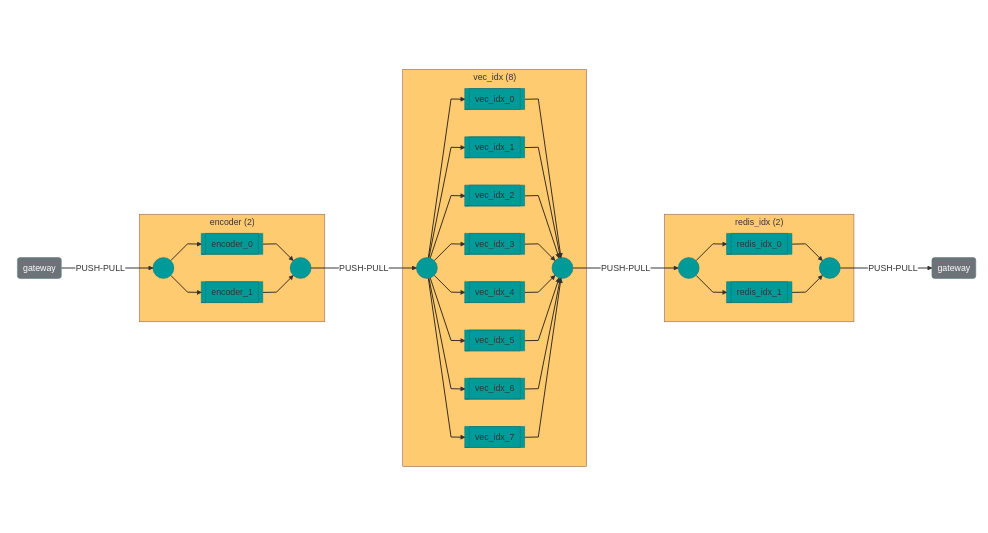 gateway
PUSH-PULL
encoder (2)
encoder_0
encoder_1
PUSH-PULL
vec_idx (8)
vec_idx_0
vec_idx_1
vec_idx_2
vec_idx_3
vec_idx_4
vec_idx_5
vec_idx_6
vec_idx_7
PUSH-PULL
redis_idx (2)
redis_idx_0
redis_idx_1
PUSH-PULL
gateway